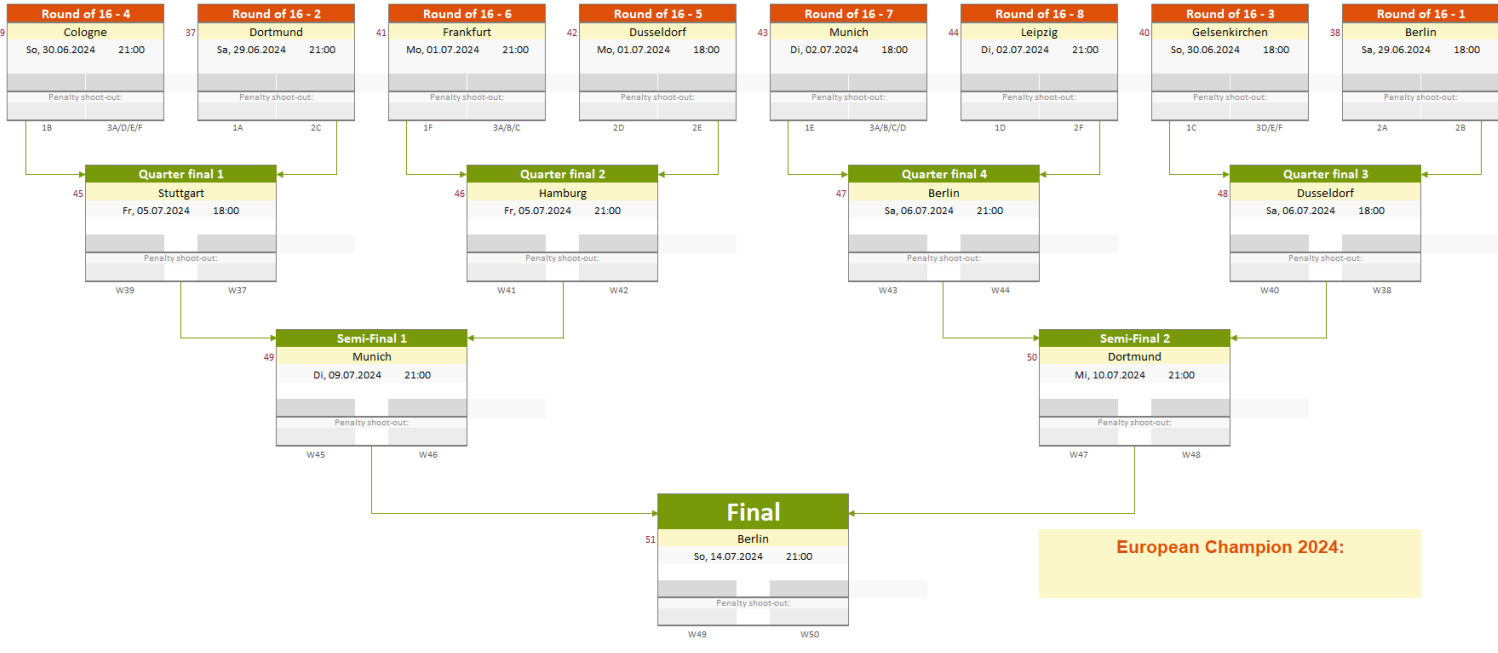 Round of 16 - 4 Round of 16 - 2 Round of 16 - 6 Round of 16 - 5 Round of 16 - 7 Round of 16 - 8 Round of 16 - 3 Round of 16 - 1
9 Cologne 37 Dortmund 41 Frankfurt 42 Dusseldorf 43 Munich 44 Leipzig 40 Gelsenkirchen 38 Berlin
So, 30.06.2024 21:00 Sa, 29.06.2024 21:00 Mo, 01.07.2024 21:00 Mo, 01.07.2024 18:00 Di, 02.07.2024 18:00 Di, 02.07.2024 21:00 So, 30.06.2024 18:00 Sa, 29.06.2024 18:00
Penalty shoot-out: Penalty shoot-out: Penalty shoot-out: Penalty shoot-out: Penalty shoot-out: Penalty shoot-out: Penalty shoot-out: Penalty shoot-out:
1B 3A/D/E/F 1A 2C 1F 3A/B/C 2D 2E 1E 3A/B/C/D 1D 2F 1C 3D/E/F 2A 2B
Quarter final 1 Quarter final 2 Quarter final 4 Quarter final 3
45 Stuttgart 46 Hamburg 47 Berlin 48 Dusseldorf
Fr, 05.07.2024 18:00 Fr, 05.07.2024 21:00 Sa, 06.07.2024 21:00 Sa, 06.07.2024 18:00
Penalty shoot-out: Penalty shoot-out: Penalty shoot-out: Penalty shoot-out:
W39 W37 W41 W42 W43 W44 W40 W38
Semi-Final 1 Semi-Final 2
49 Munich 50 Dortmund
Di, 09.07.2024 21:00 Mi, 10.07.2024 21:00
Penalty shoot-out: Penalty shoot-out:
W45 W46 W47 W48
Final
51 Berlin
So, 14.07.2024 21:00
Penalty shoot-out:
W49 W50
European Champion 2024: